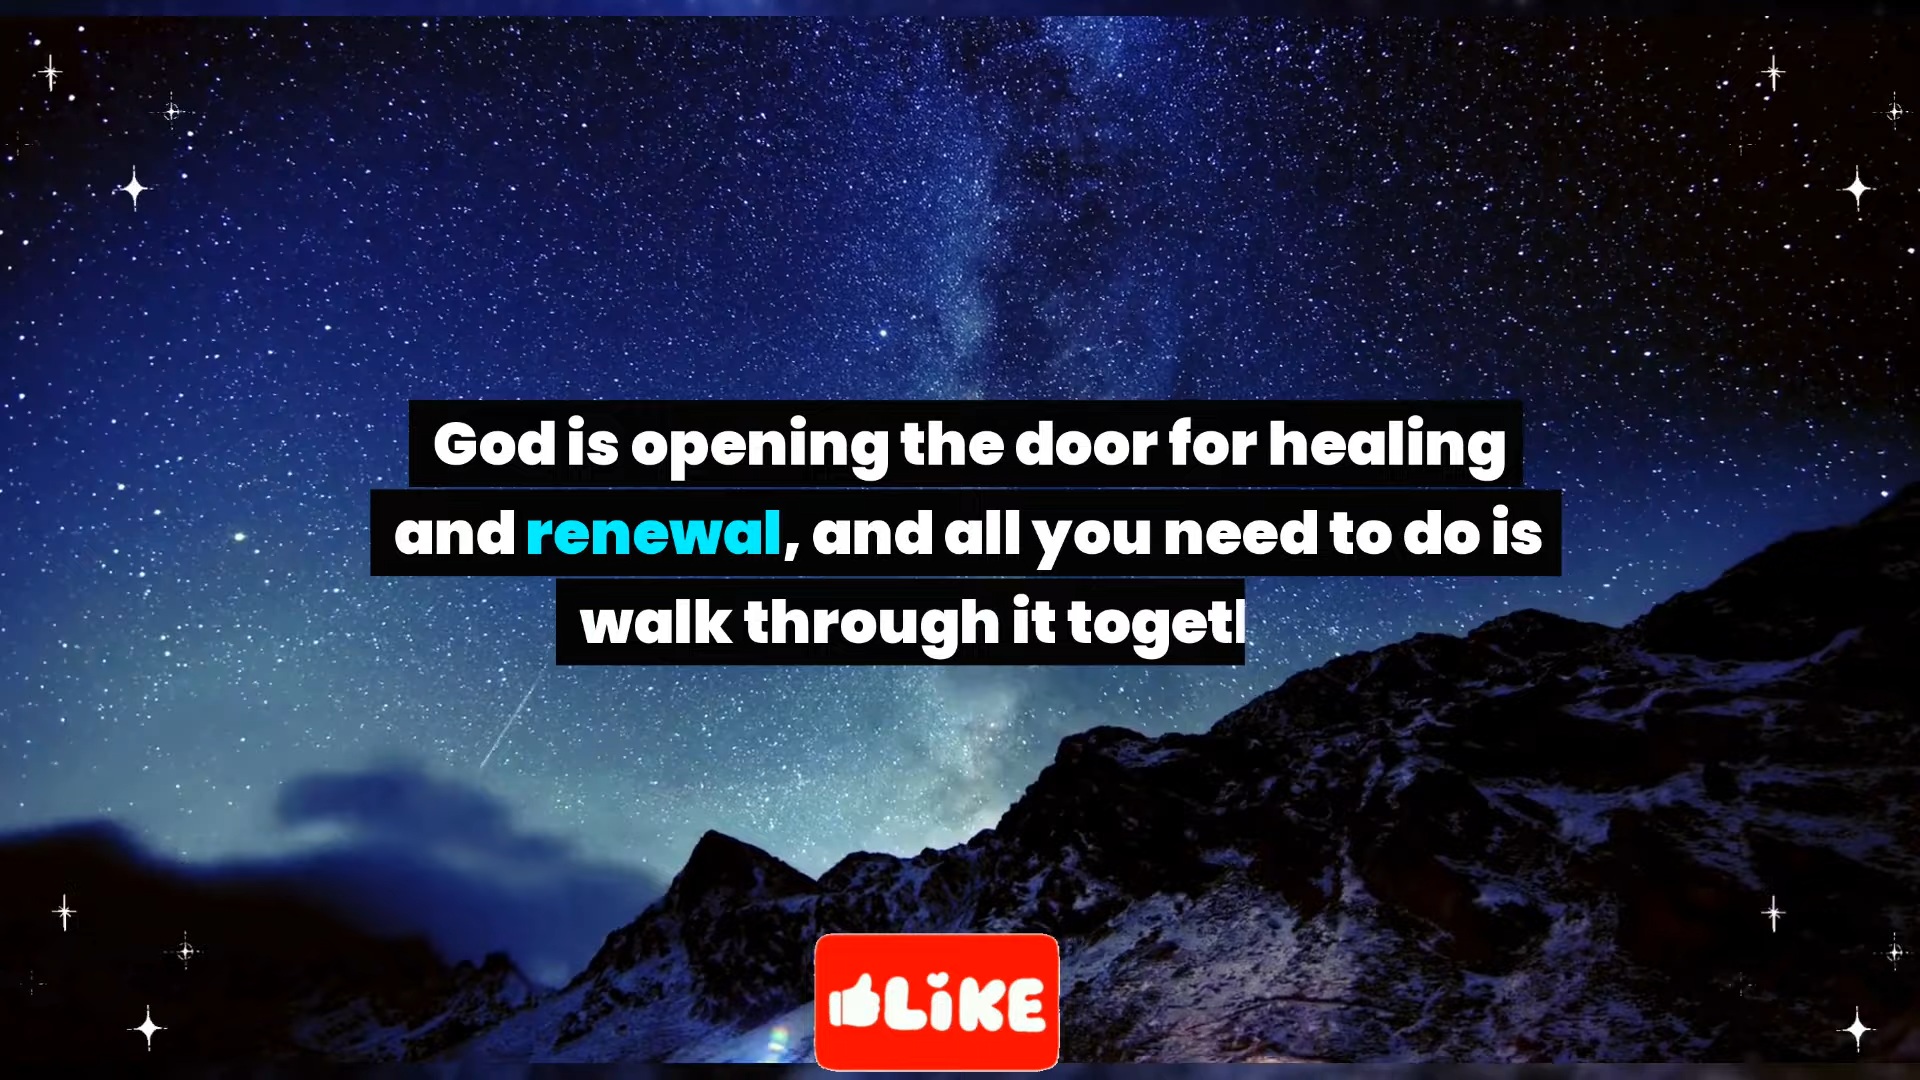 God is opening the door for healing
and renewal, and all you need to do is
walk through it
LiKE